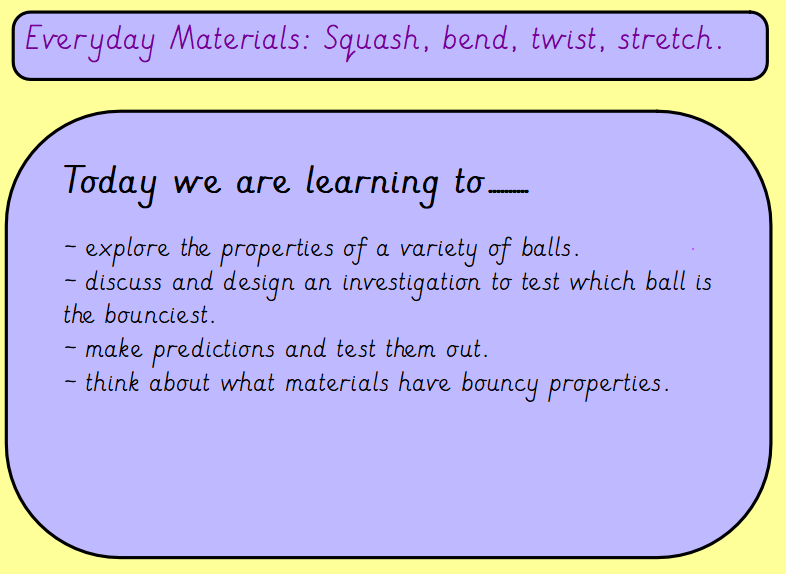 Everyday Materials: Squash, bend, twist, stretch.
Today we are learning to..........
- explore the properties of a variety of balls.
- discuss and design an investigation to test which ball is
the bounciest.
- make predictions and test them out.
- think about what materials have bouncy properties.